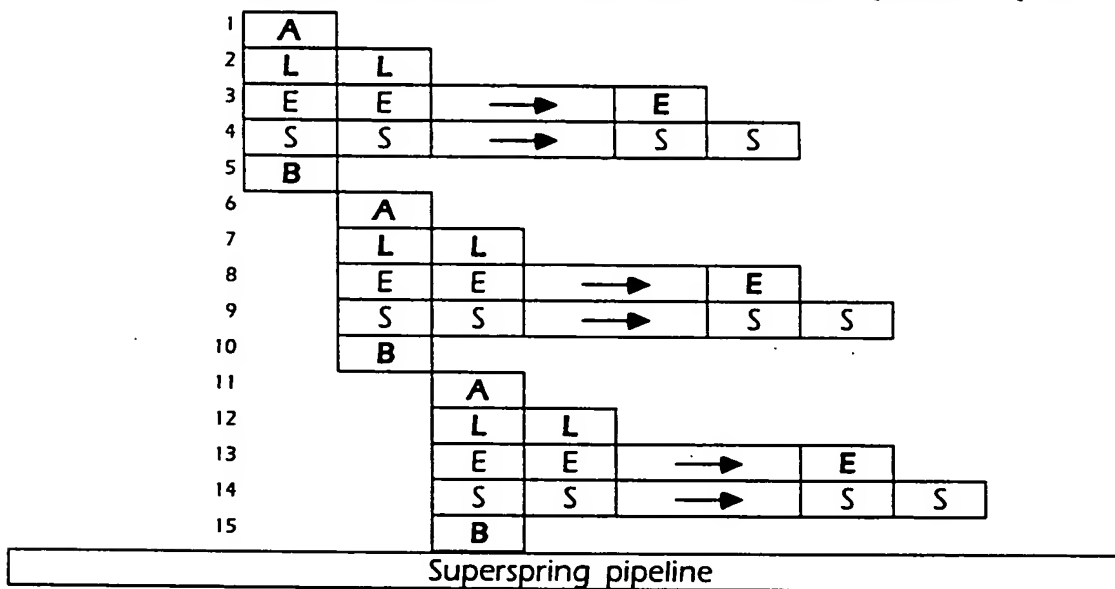 1 A
2 L L
3 E E → E
4 S S → S S
5 B
6 A
7 L L
8 E E → E
9 S S → S S
10 B
11 A
12 L L
13 E E → E
14 S S → S S
15 B
Superspring pipeline